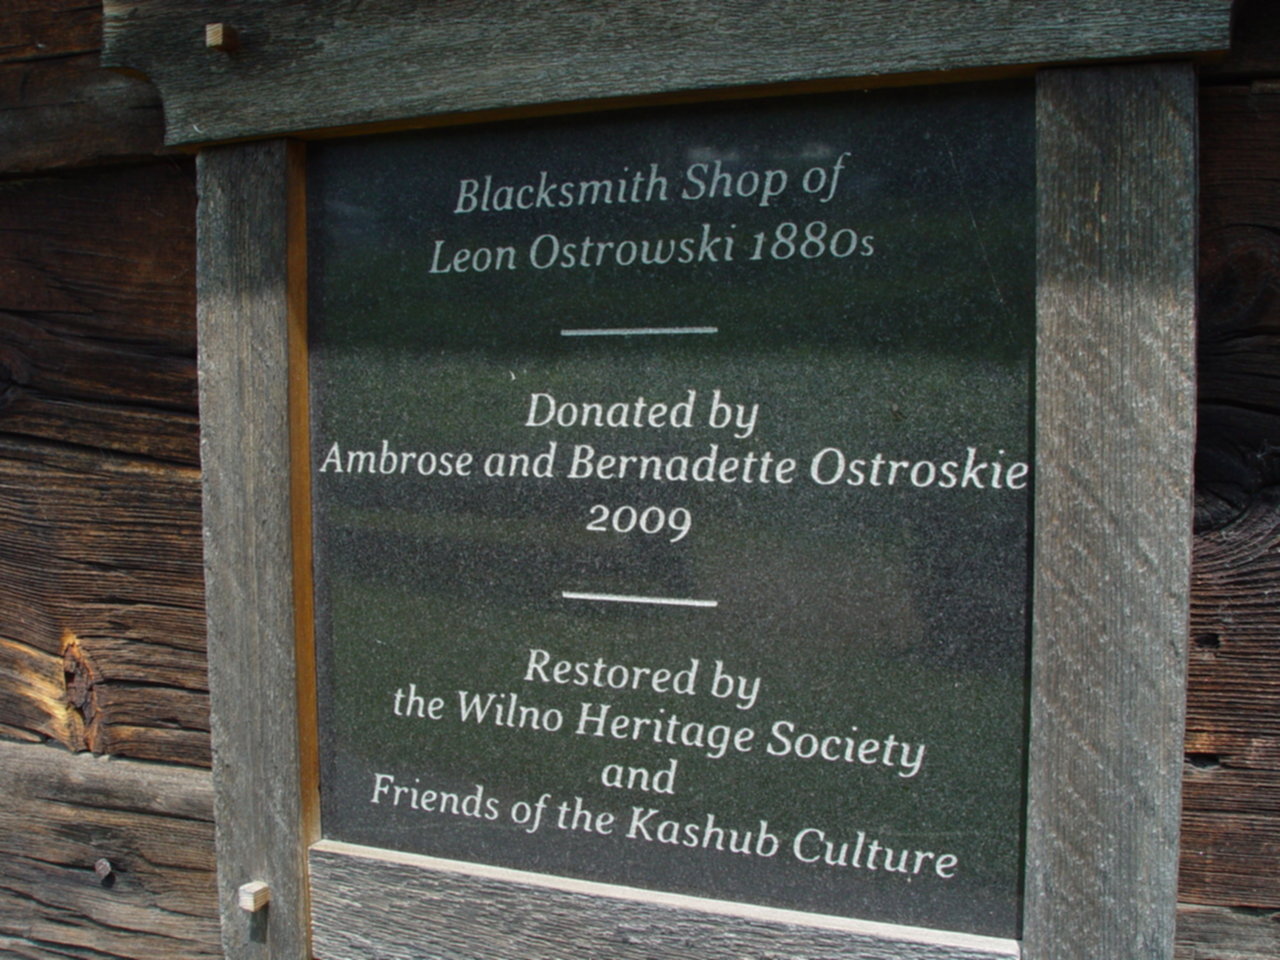 Blacksmith Shop of
Leon Ostrowski 1880s
Donated by
Ambrose and Bernadette Ostroskie
2009
Restored by
the Wilno Heritage Society
and
Friends of the Kashub Culture